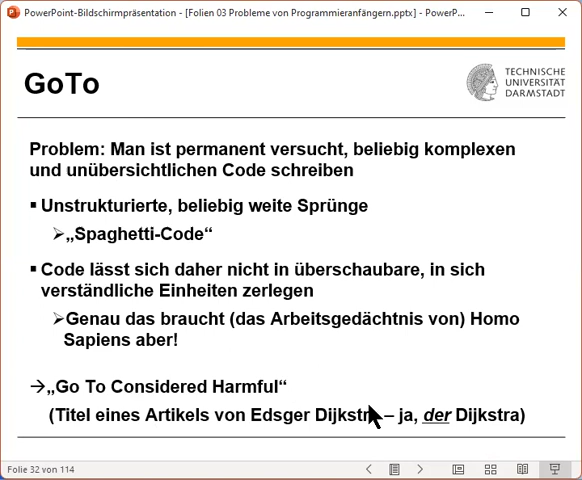 PowerPoint-Bildschirmpräsentation - [Folien 03 Probleme von Programmieranfängern.pptx] - PowerP...
GoTo
TECHNISCHE
UNIVERSITÄT
DARMSTADT
Problem: Man ist permanent versucht, beliebig komplexen
und unübersichtlichen Code schreiben
▪ Unstrukturierte, beliebig weite Sprünge
➢„Spaghetti-Code“
▪ Code lässt sich daher nicht in überschaubare, in sich
verständliche Einheiten zerlegen
➢Genau das braucht (das Arbeitsgedächtnis von) Homo
Sapiens aber!
→„Go To Considered Harmful“
(Titel eines Artikels von Edsger Dijkstra – ja, der Dijkstra)
Folie 32 von 114